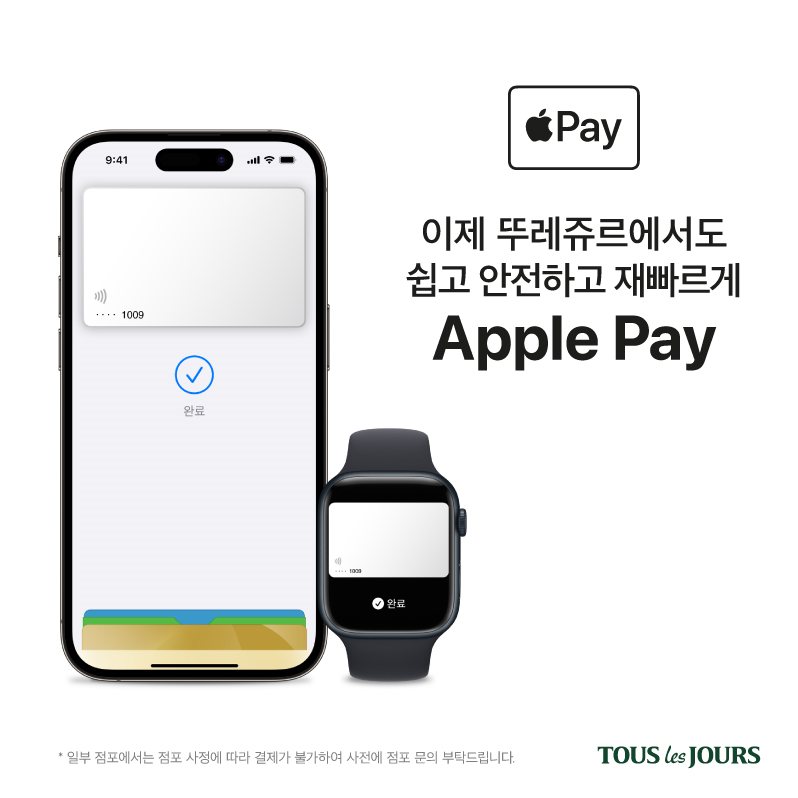 Pay
이제 뚜레쥬르에서도
쉽고 안전하고 재빠르게
Apple Pay
9:41
···· 1009
완료
···· 1009
완료
* 일부 점포에서는 점포 사정에 따라 결제가 불가하여 사전에 점포 문의 부탁드립니다.
TOUS les JOURS